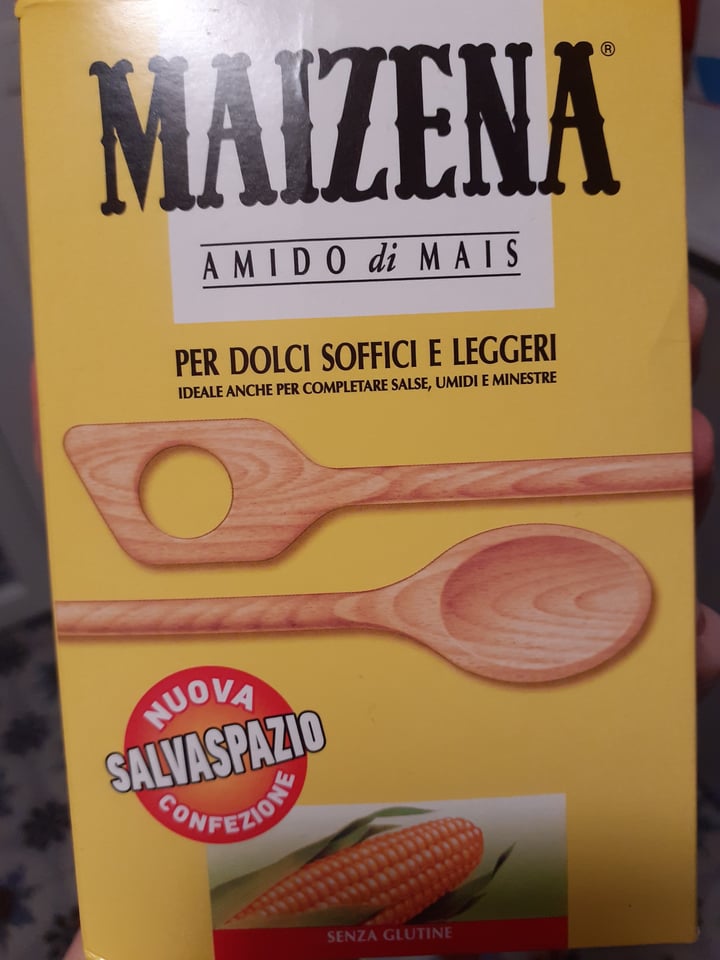 MAIZENA®
AMIDO di MAIS
PER DOLCI SOFFICI E LEGGERI
IDEALE ANCHE PER COMPLETARE SALSE, UMIDI E MINESTRE
NUOVA
SALVASPAZIO
CONFEZIONE
SENZA GLUTINE